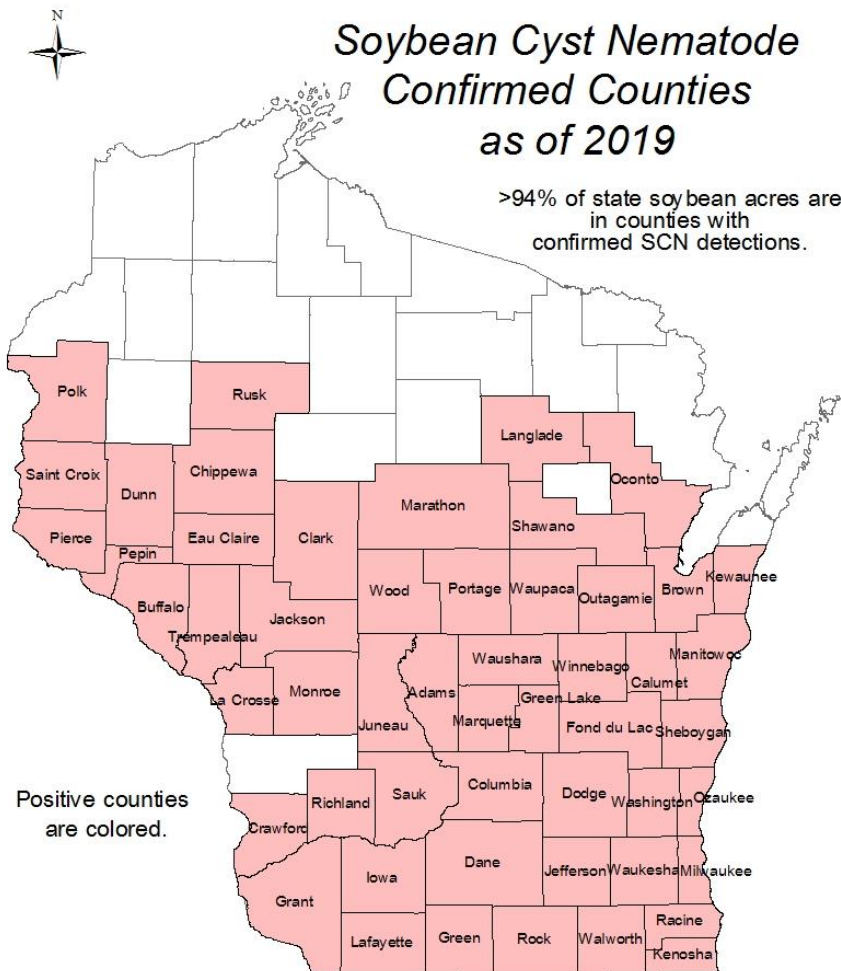 N
Soybean Cyst Nematode
Confirmed Counties
as of 2019
>94% of state soybean acres are
in counties with
confirmed SCN detections.
Polk
Rusk
Langlade
Saint Croix
Dunn
Chippewa
Oconto
Marathon
Shawano
Pierce
Eau Claire
Clark
Pepin
Wood
Portage
Waupaca
Outagamie
Brown
Kewaunee
Buffalo
Jackson
Trempealeau
Waushara
Winnebago
Manitowoc
Calumet
La Crosse
Monroe
Adams
Green Lake
Juneau
Marquette
Fond du Lac
Sheboygan
Positive counties
are colored.
Richland
Sauk
Columbia
Dodge
Washington
Ozaukee
Crawford
Dane
Iowa
Jefferson
Waukesha
Milwaukee
Grant
Lafayette
Green
Rock
Walworth
Racine
Kenosha